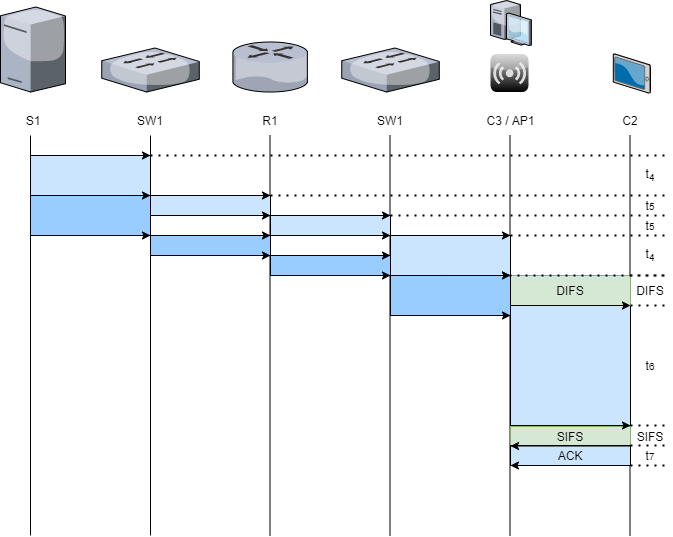 S1 SW1 R1 SW1 C3 / AP1 C2
t₄
t₅
t₅
t₄
DIFS DIFS
t₆
SIFS SIFS
ACK t₇